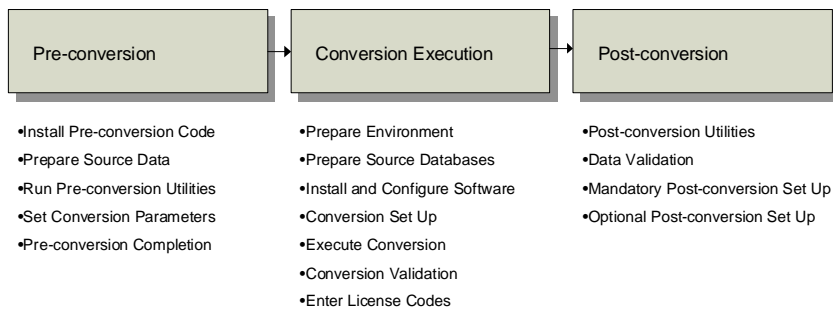 Pre-conversion
•Install Pre-conversion Code
•Prepare Source Data
•Run Pre-conversion Utilities
•Set Conversion Parameters
•Pre-conversion Completion
Conversion Execution
•Prepare Environment
•Prepare Source Databases
•Install and Configure Software
•Conversion Set Up
•Execute Conversion
•Conversion Validation
•Enter License Codes
Post-conversion
•Post-conversion Utilities
•Data Validation
•Mandatory Post-conversion Set Up
•Optional Post-conversion Set Up